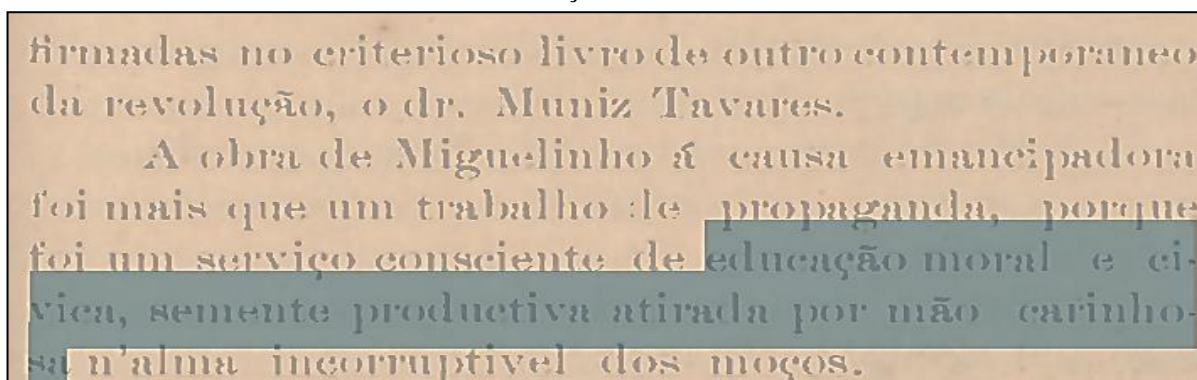 firmadas no criterioso livro de outro contemporaneo
da revolução, o dr. Muniz Tavares.
A obra de Miguelinho á causa emancipadora
foi mais que um trabalho de propaganda, porque
foi um serviço consciente de educação moral e ci-
vica, semente productiva atirada por mão carinho-
sa n'alma incorruptivel dos moços.